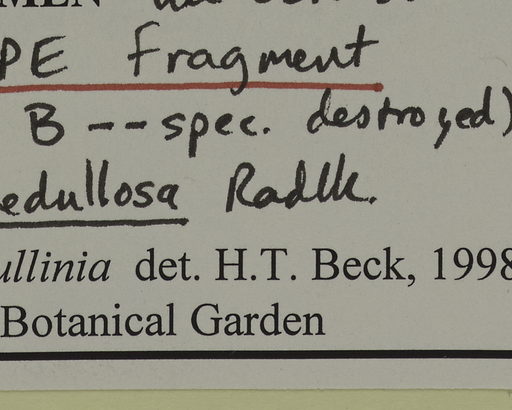 PE fragment
B -- spec. destroyed)
edullosa Radlk.
ullinia det. H.T. Beck, 1998
Botanical Garden